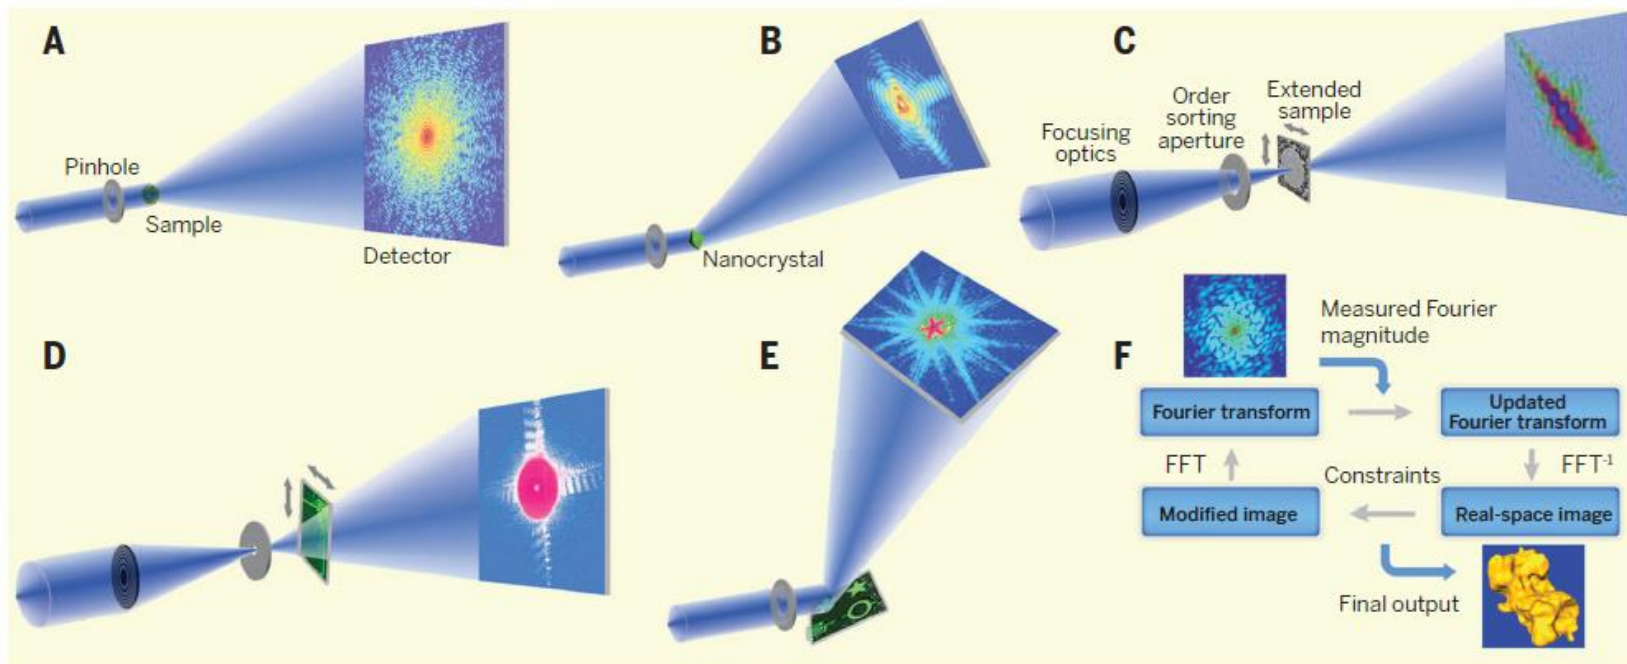 A
Pinhole
Sample
Detector
B
Nanocrystal
C
Focusing
optics
Order
sorting
aperture
Extended
sample
D
E
F
Measured Fourier
magnitude
Fourier transform
Updated
Fourier transform
FFT
Constraints
FFT-1
Modified image
Real-space image
Final output